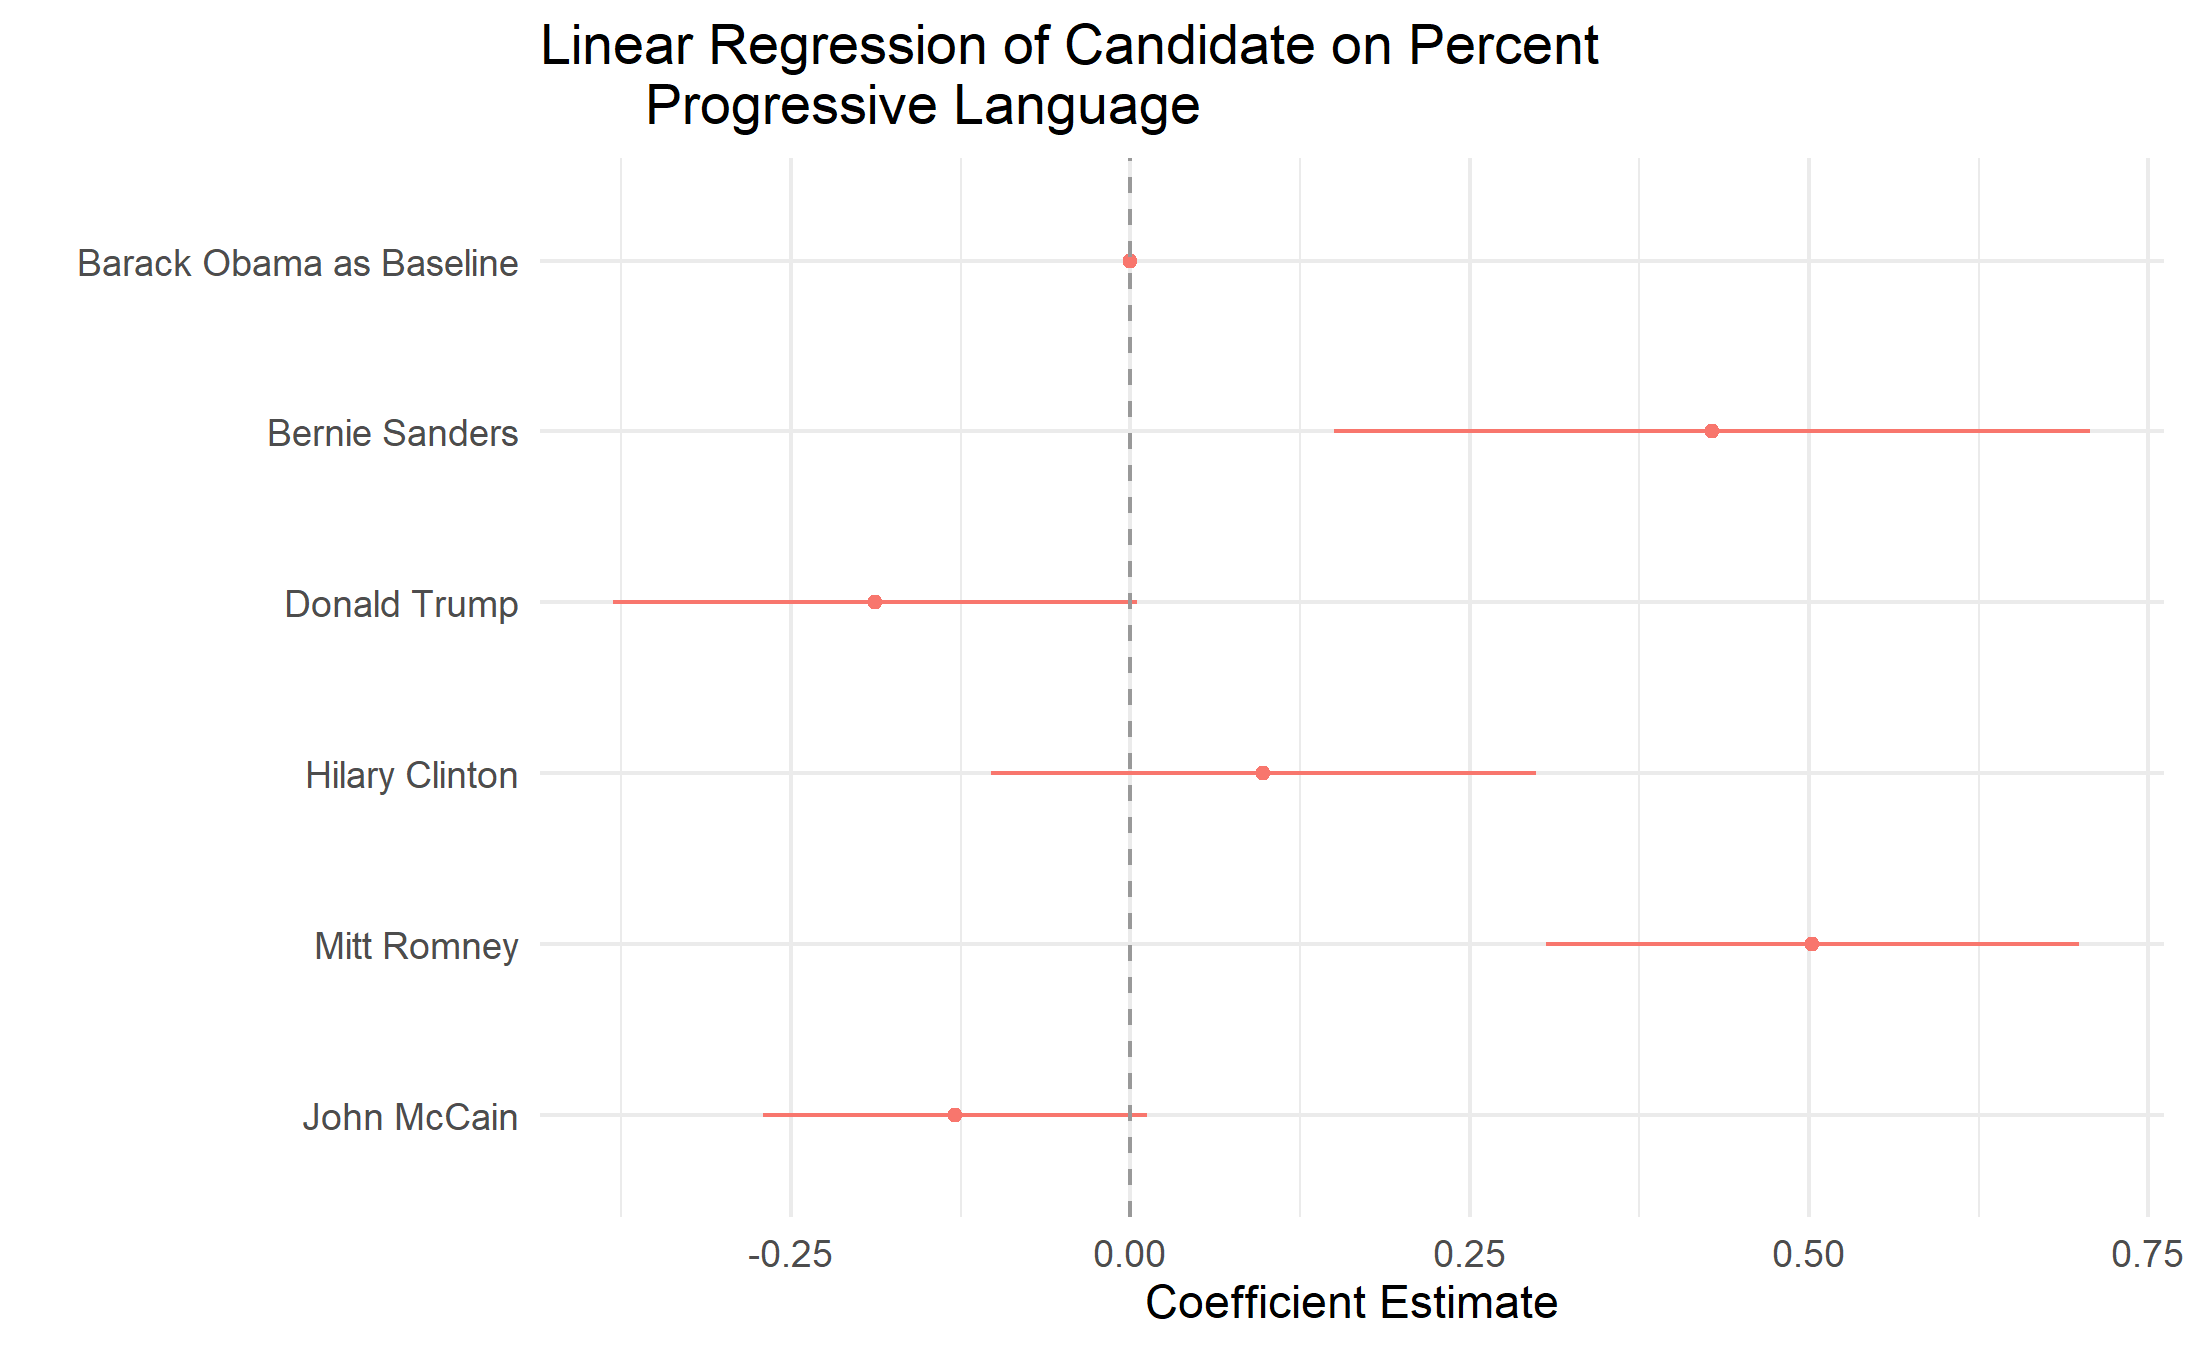 Linear Regression of Candidate on Percent
Progressive Language
Barack Obama as Baseline
Bernie Sanders
Donald Trump
Hilary Clinton
Mitt Romney
John McCain
-0.25 0.00 0.25 0.50 0.75
Coefficient Estimate